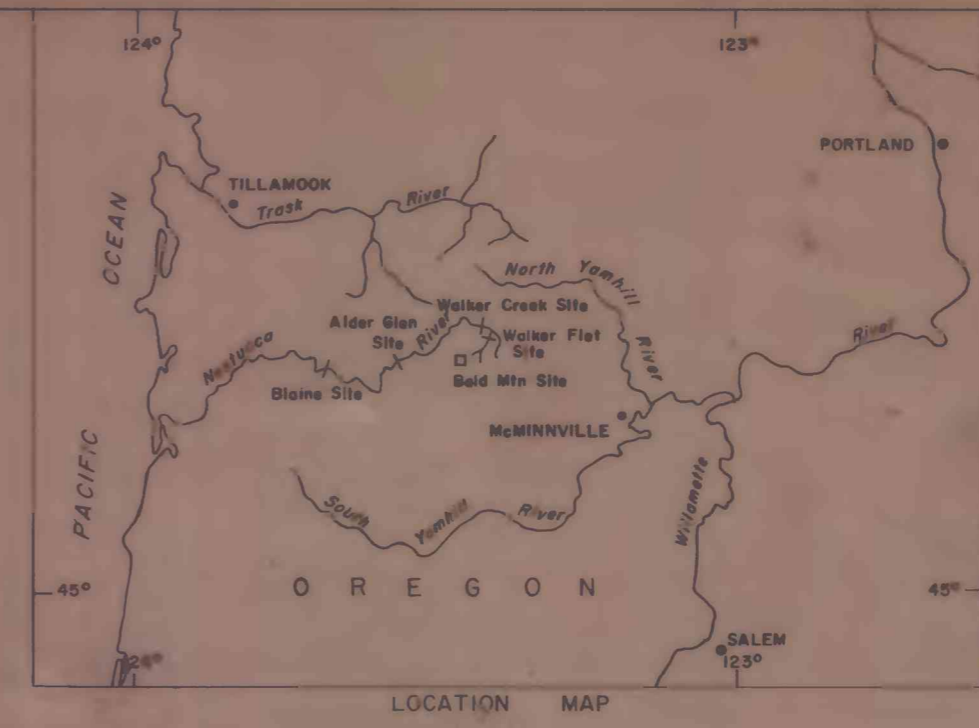 124°
123°
PORTLAND
TILLAMOOK
Trask River
OCEAN
North Yamhill River
Walker Creek Site
Alder Glen
Site
Walker Flat
Site
Nestucca River
River
Bald Mtn Site
Blaine Site
McMINNVILLE
PACIFIC
Willamette
South Yamhill River
OREGON
45°
45°
SALEM
124°
123°
LOCATION MAP